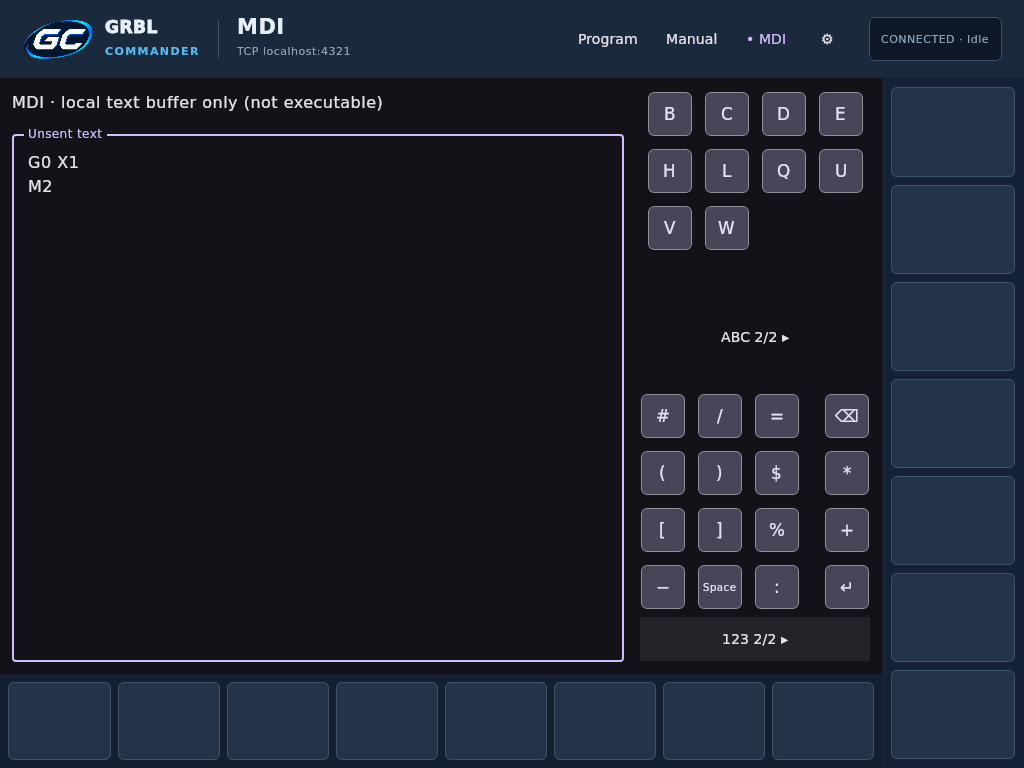 GC
GRBL
COMMANDER
MDI
TCP localhost:4321
Program
Manual
• MDI
⚙
CONNECTED · Idle
MDI · local text buffer only (not executable)
Unsent text
G0 X1
M2
B C D E
H L Q U
V W
ABC 2/2 ▸
# / = ⌫
( ) $ *
[ ] % +
− Space : ↵
123 2/2 ▸